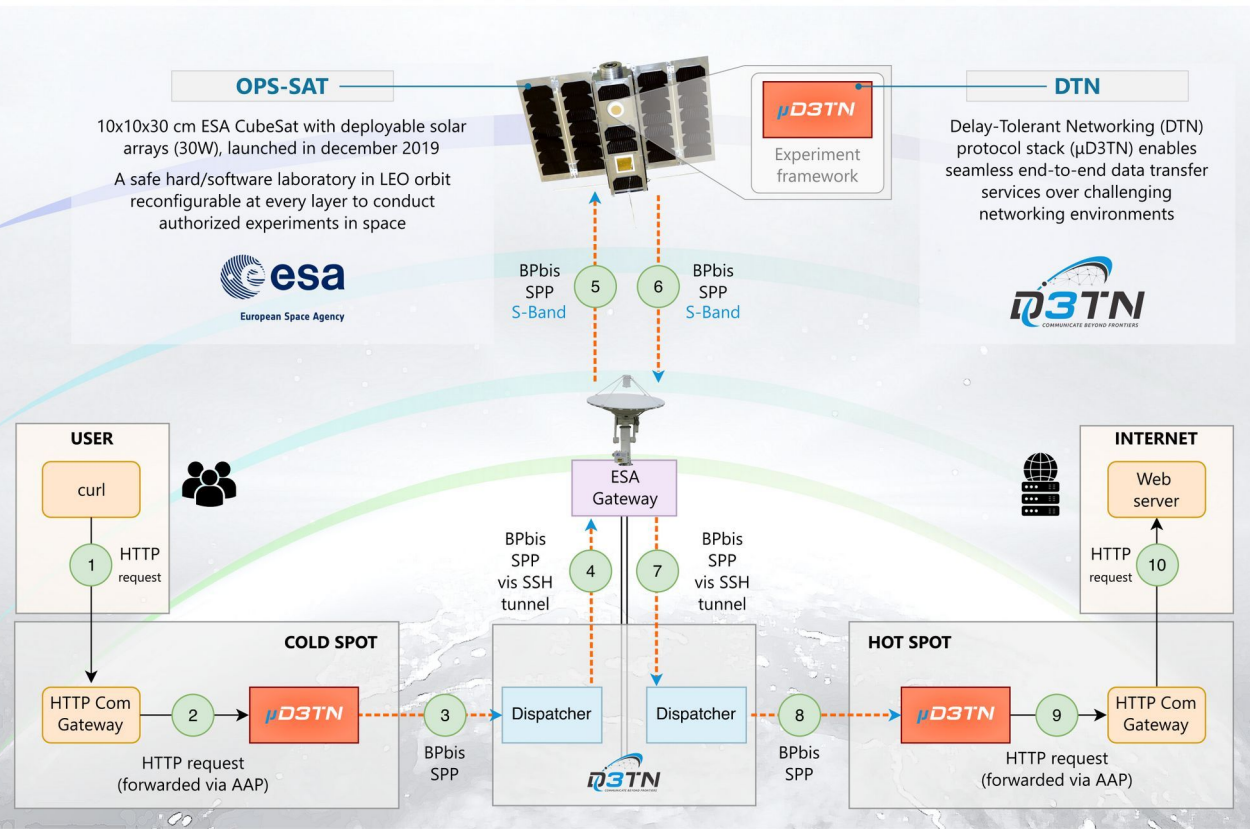 OPS-SAT
10x10x30 cm ESA CubeSat with deployable solar
arrays (30W), launched in december 2019
A safe hard/software laboratory in LEO orbit
reconfigurable at every layer to conduct
authorized experiments in space
esa
European Space Agency
µD3TN
Experiment
framework
DTN
Delay-Tolerant Networking (DTN)
protocol stack (µD3TN) enables
seamless end-to-end data transfer
services over challenging
networking environments
D3TN
COMMUNICATE BEYOND FRONTIERS
BPbis
SPP
S-Band
5
6
BPbis
SPP
S-Band
USER
curl
1
HTTP
request
ESA
Gateway
BPbis
SPP
vis SSH
tunnel
4
7
BPbis
SPP
vis SSH
tunnel
INTERNET
Web
server
HTTP
request
10
COLD SPOT
HTTP Com
Gateway
2
µD3TN
HTTP request
(forwarded via AAP)
3
BPbis
SPP
Dispatcher
Dispatcher
D3TN
COMMUNICATE BEYOND FRONTIERS
8
BPbis
SPP
HOT SPOT
µD3TN
9
HTTP Com
Gateway
HTTP request
(forwarded via AAP)